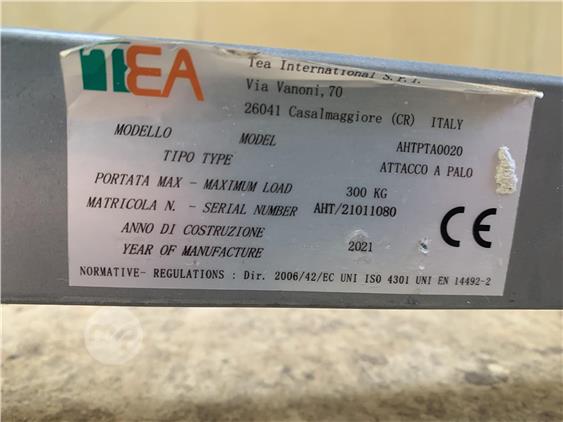 TEA
Tea International S.r.l.
Via Vanoni,70
26041 Casalmaggiore (CR) ITALY
MODELLO MODEL AHTPTA0020
TIPO TYPE ATTACCO A PALO
PORTATA MAX - MAXIMUM LOAD 300 KG
MATRICOLA N. - SERIAL NUMBER AHT/21011080
ANNO DI COSTRUZIONE
YEAR OF MANUFACTURE 2021
CE
NORMATIVE- REGULATIONS : Dir. 2006/42/EC UNI ISO 4301 UNI EN 14492-2